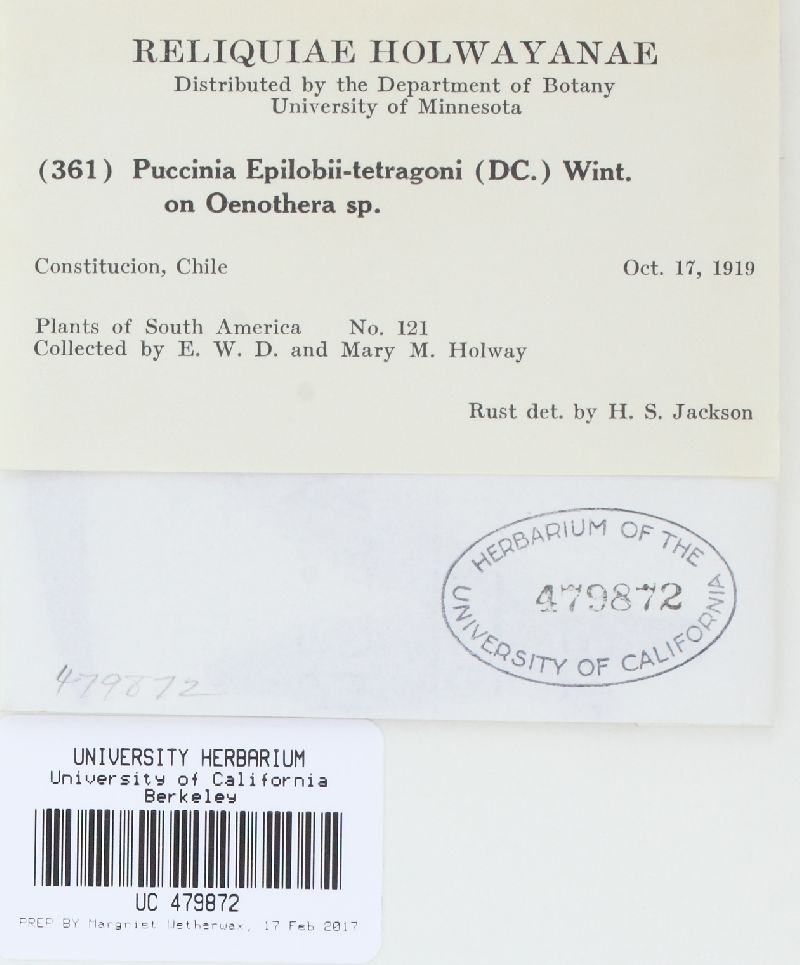 RELIQUIAE HOLWAYANAE
Distributed by the Department of Botany
University of Minnesota
(361) Puccinia Epilobii-tetragoni (DC.) Wint.
on Oenothera sp.
Constitucion, Chile Oct. 17, 1919
Plants of South America No. 121
Collected by E. W. D. and Mary M. Holway
Rust det. by H. S. Jackson
HERBARIUM OF THE
479872
UNIVERSITY OF CALIFORNIA
479872
UNIVERSITY HERBARIUM
University of California
Berkeley
UC 479872
PREP BY Margriet Wetherwax, 17 Feb 2017